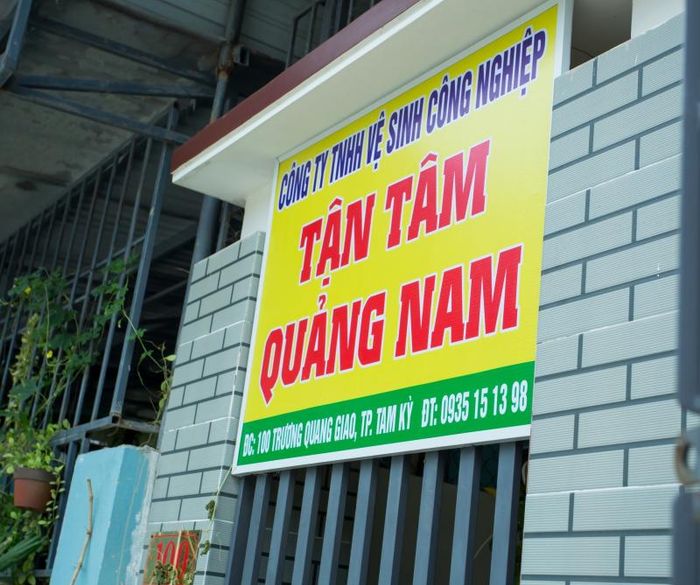 CÔNG TY TNHH VỆ SINH CÔNG NGHIỆP
TẬN TÂM
QUẢNG NAM
ĐC: 100 TRƯƠNG QUANG GIAO, TP. TAM KỲ ĐT: 0935 15 13 98
100